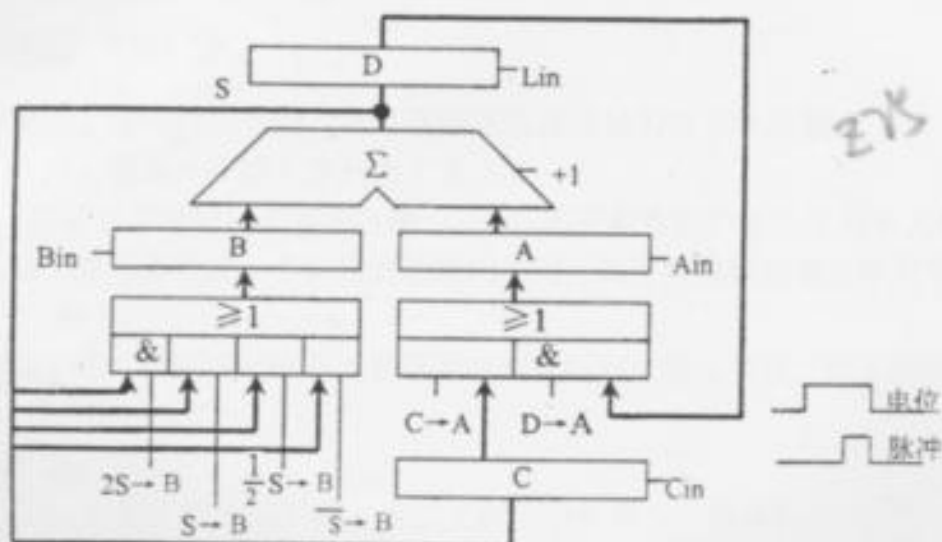 D
Lin
S
Σ
+1
Bin
B
A
Ain
≥1
≥1
&
&
C→A
D→A
电位
脉冲
2S→B
1/2 S→B
C
Cin
S→B
S̅→B